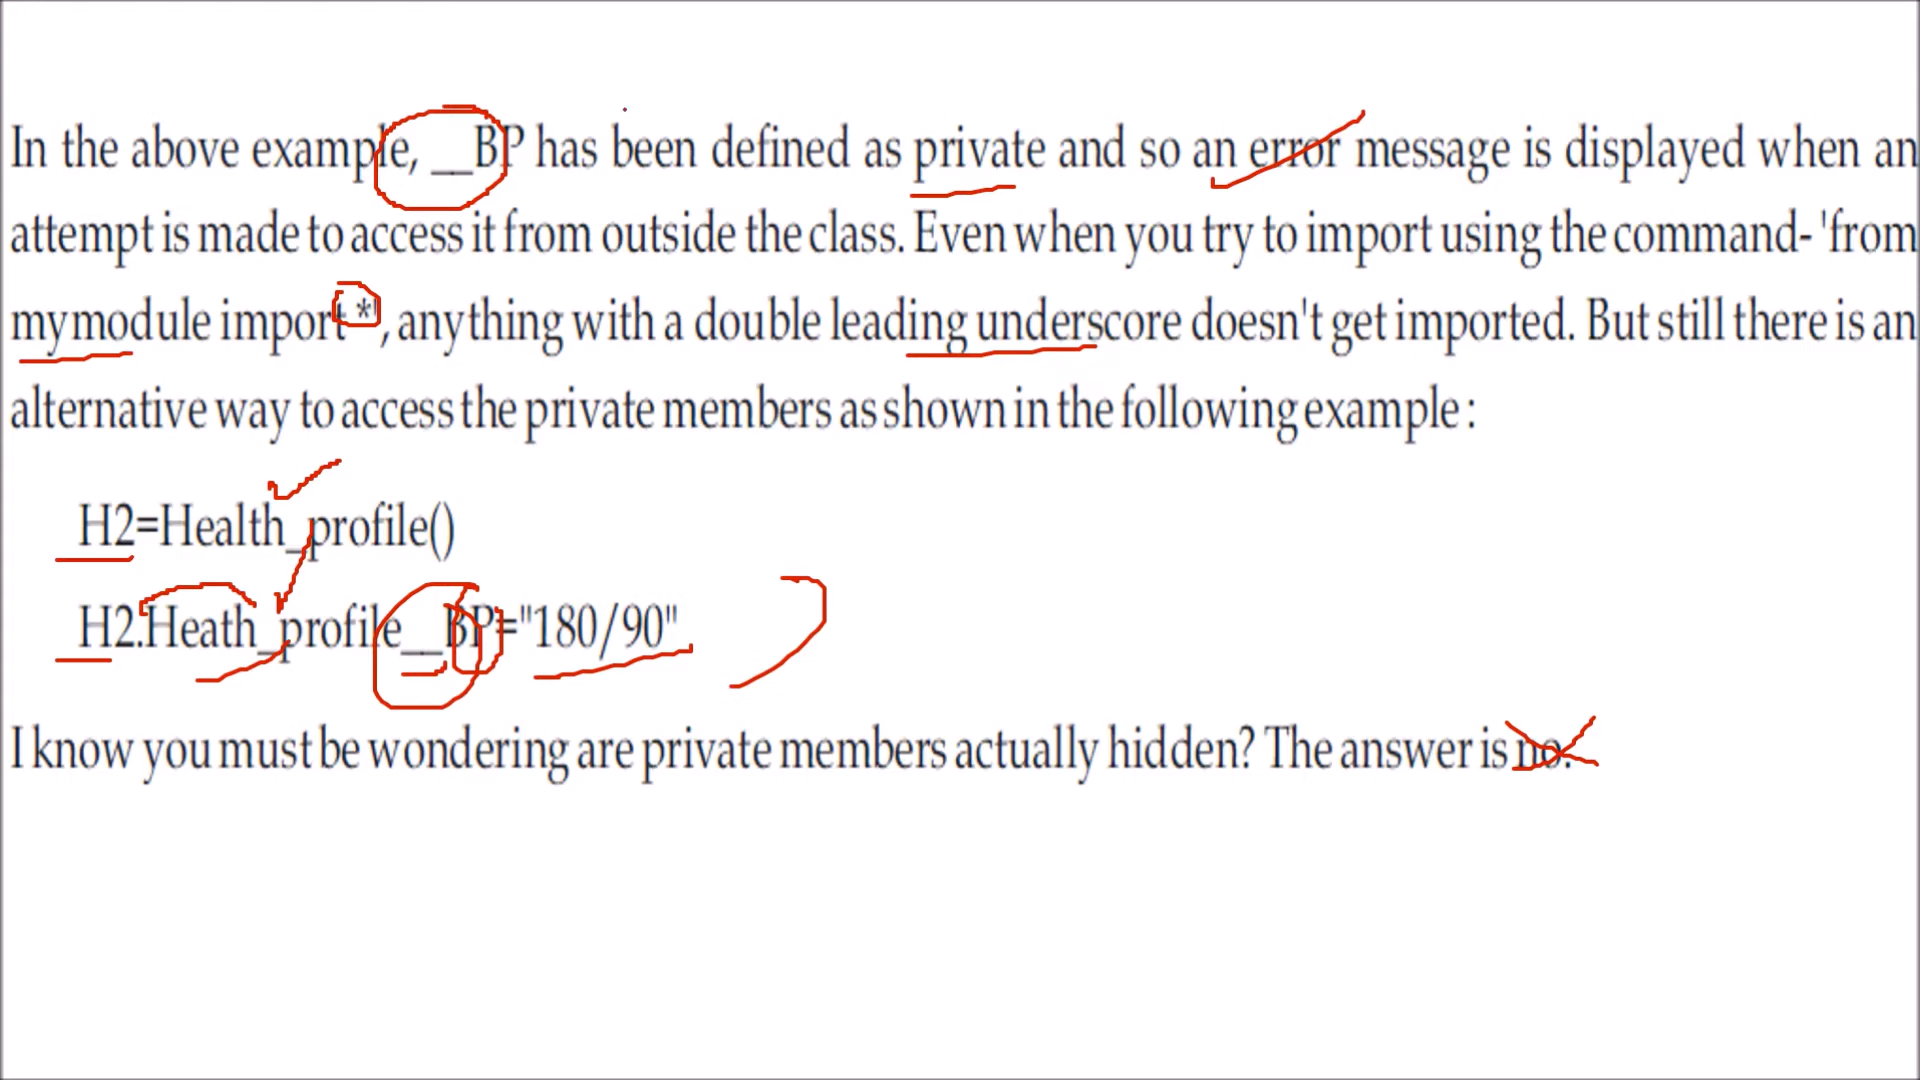 In the above example, __BP has been defined as private and so an error message is displayed when an
attempt is made to access it from outside the class. Even when you try to import using the command- 'from
mymodule import *', anything with a double leading underscore doesn't get imported. But still there is an
alternative way to access the private members as shown in the following example :
H2=Health_profile()
H2.Heath_profile__BP="180/90"
I know you must be wondering are private members actually hidden? The answer is no.